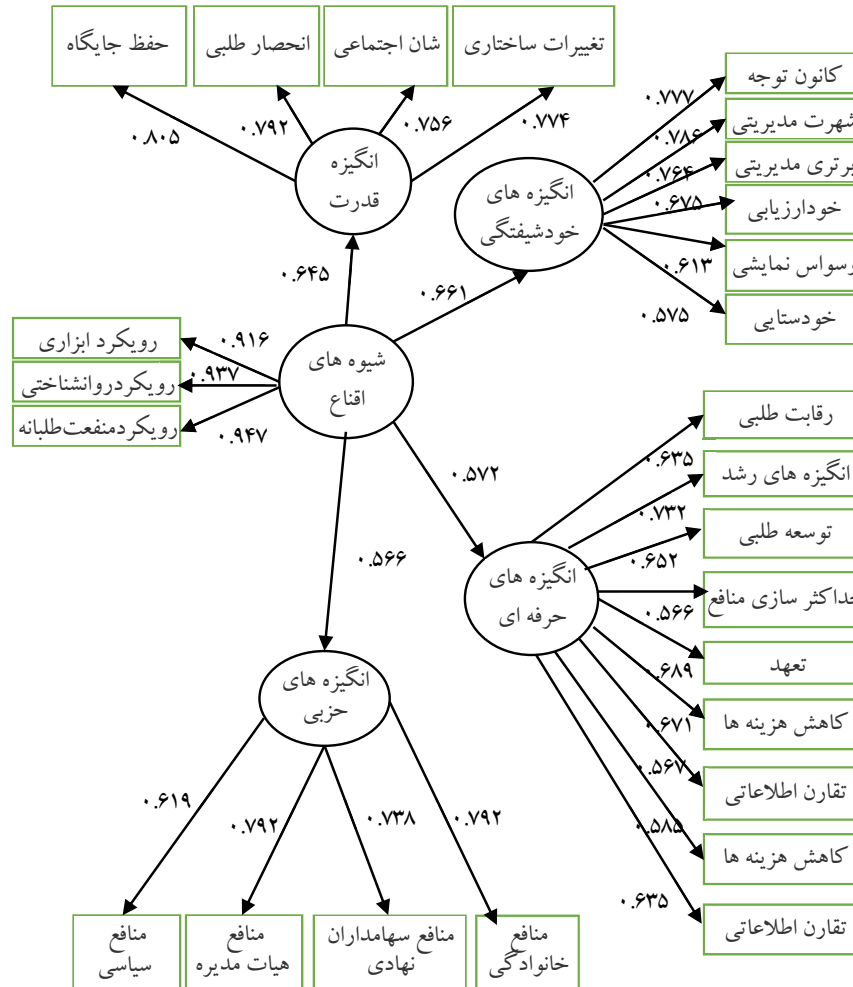 تغییرات ساختاری
شان اجتماعی
انحصار طلبی
حفظ جایگاه
۰.۷۷۴
۰.۷۵۶
۰.۷۹۲
۰.۸۰۵
انگیزه
قدرت
کانون توجه
شهرت مدیریتی
برتری مدیریتی
خودارزیابی
وسواس نمایشی
خودستایی
۰.۷۷۷
۰.۷۸۶
۰.۷۶۴
۰.۶۷۵
۰.۶۱۳
۰.۵۷۵
انگیزه های
خودشیفتگی
۰.۶۴۵
۰.۶۶۱
شیوه های
اقناع
رویکرد ابزاری
رویکردروانشناختی
رویکردمنفعت‌طلبانه
۰.۹۱۶
۰.۹۳۷
۰.۹۴۷
۰.۵۷۲
۰.۵۶۶
رقابت طلبی
انگیزه های رشد
توسعه طلبی
حداکثر سازی منافع
تعهد
کاهش هزینه ها
تقارن اطلاعاتی
کاهش هزینه ها
تقارن اطلاعاتی
۰.۶۳۵
۰.۷۳۲
۰.۶۵۲
۰.۵۶۶
۰.۶۸۹
۰.۶۷۱
۰.۵۶۷
۰.۵۸۵
۰.۶۳۵
انگیزه های
حرفه ای
انگیزه های
حزبی
۰.۷۹۲
۰.۷۳۸
۰.۷۹۲
۰.۶۱۹
منافع
خانوادگی
منافع سهامداران
نهادی
منافع
هیات مدیره
منافع
سیاسی